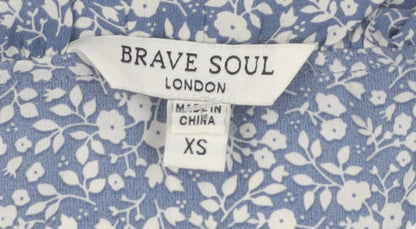 BRAVE SOUL
LONDON
MADE IN
CHINA
XS